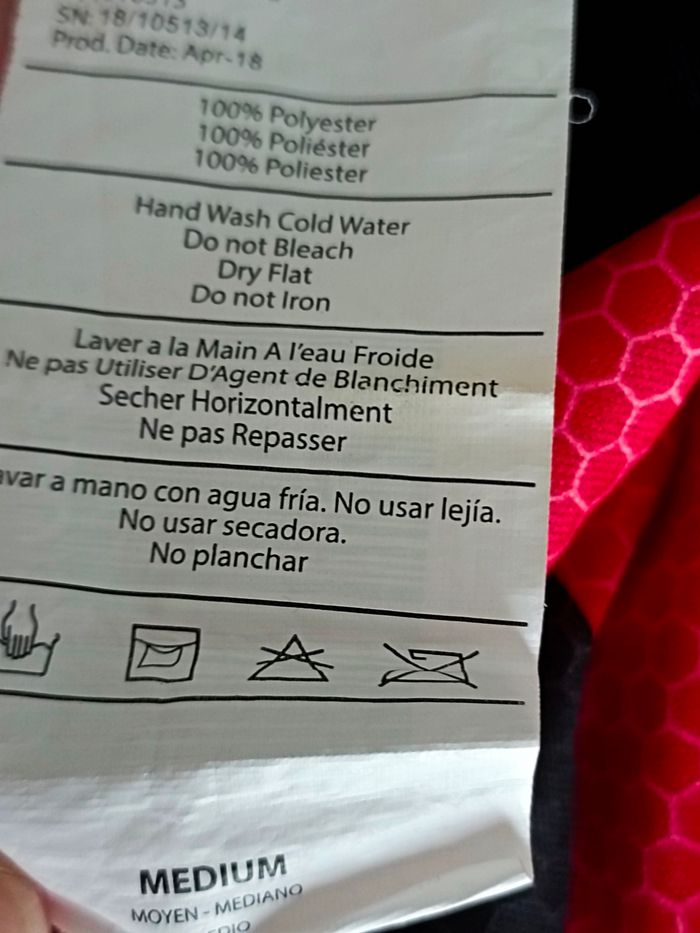 SN: 18/10513/14
Prod. Date: Apr-18
100% Polyester
100% Poliéster
100% Poliester
Hand Wash Cold Water
Do not Bleach
Dry Flat
Do not Iron
Laver a la Main A l'eau Froide
Ne pas Utiliser D'Agent de Blanchiment
Secher Horizontalment
Ne pas Repasser
avar a mano con agua fría. No usar lejía.
No usar secadora.
No planchar
MEDIUM
MOYEN - MEDIANO